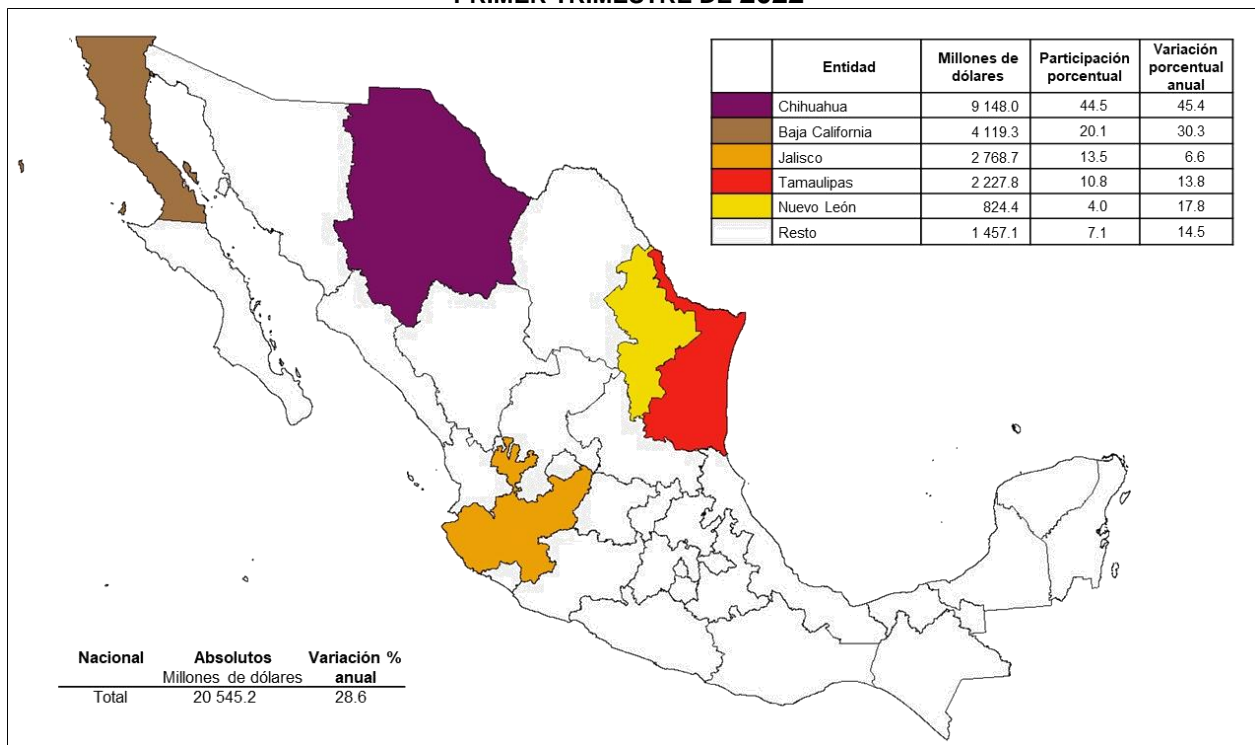 PRIMER TRIMESTRE DE 2022
Entidad Millones de dólares Participación porcentual Variación porcentual anual
Chihuahua 9 148.0 44.5 45.4
Baja California 4 119.3 20.1 30.3
Jalisco 2 768.7 13.5 6.6
Tamaulipas 2 227.8 10.8 13.8
Nuevo León 824.4 4.0 17.8
Resto 1 457.1 7.1 14.5
Nacional Absolutos Variación %
Millones de dólares anual
Total 20 545.2 28.6